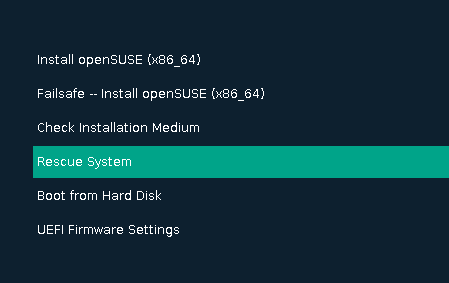 Install openSUSE (x86_64)
Failsafe -- Install openSUSE (x86_64)
Check Installation Medium
Rescue System
Boot from Hard Disk
UEFI Firmware Settings